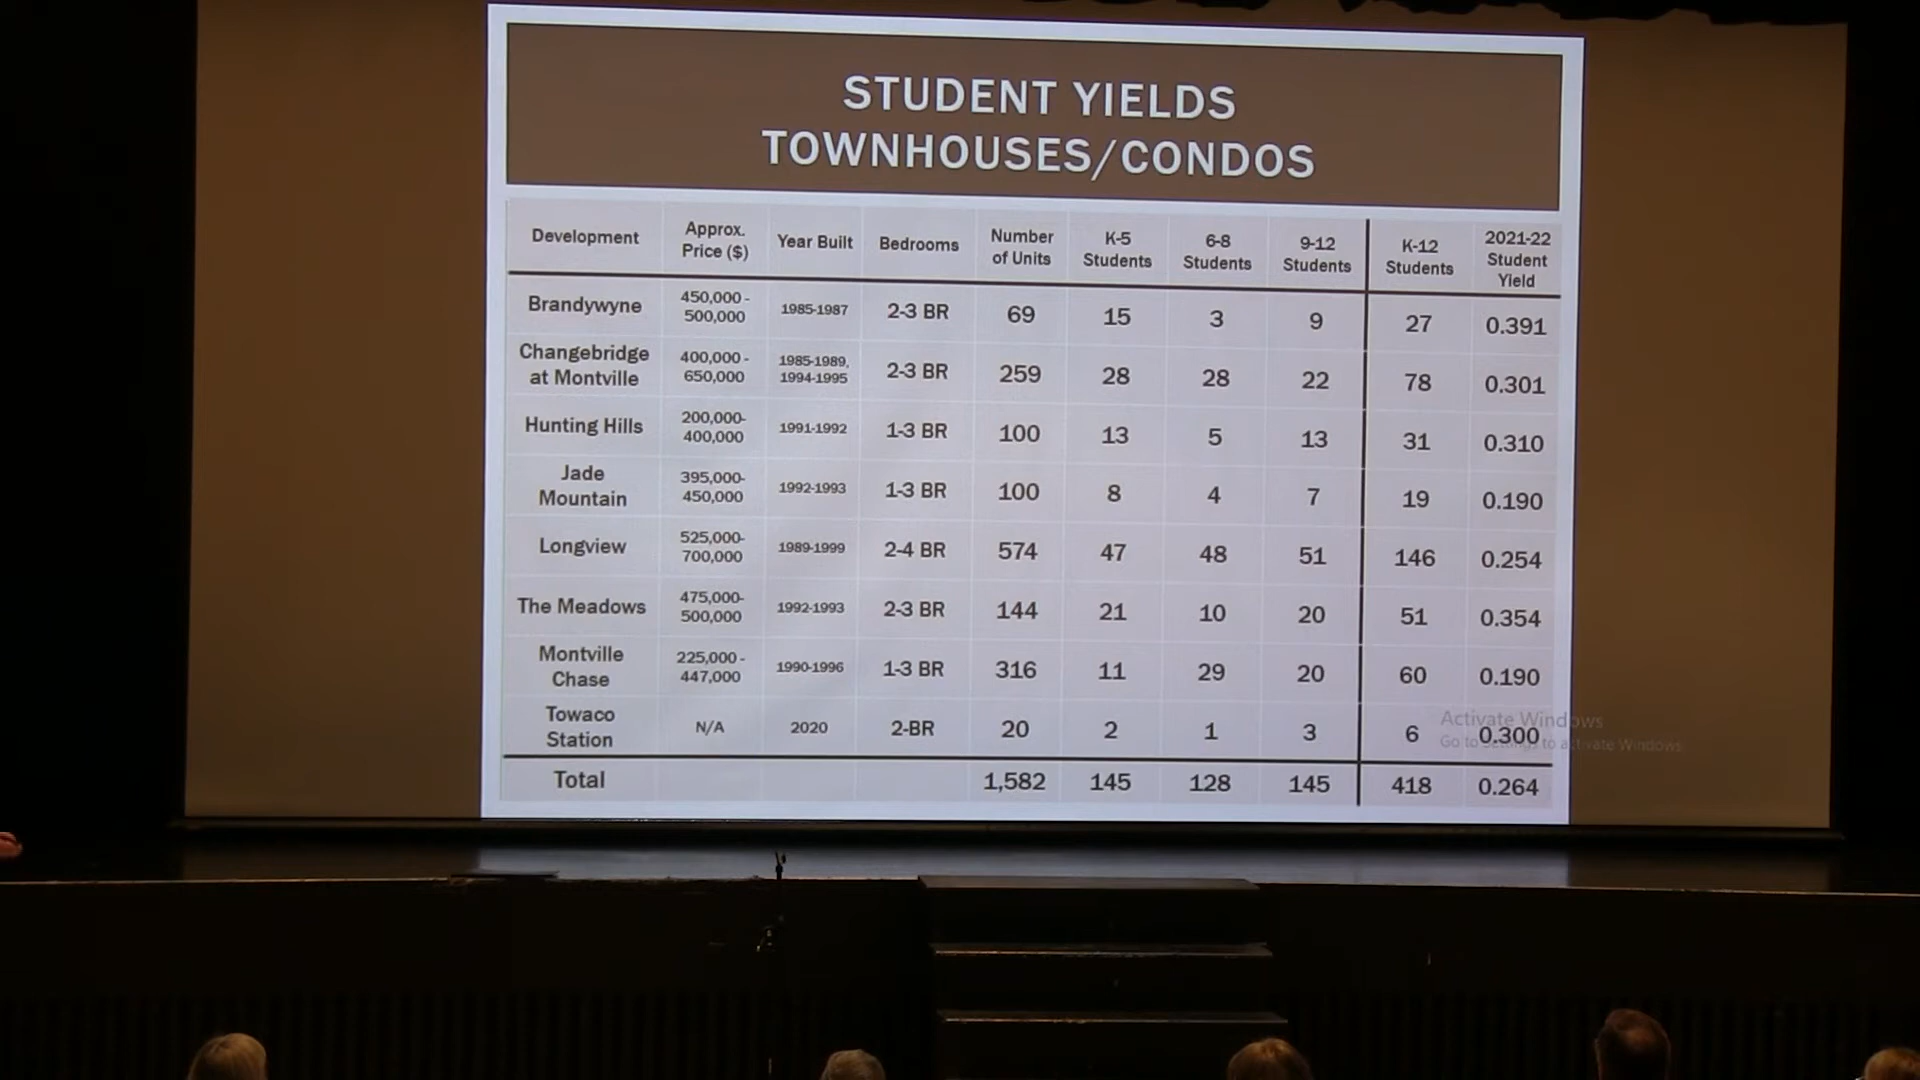 STUDENT YIELDS
TOWNHOUSES/CONDOS
Development Approx. Price ($) Year Built Bedrooms Number of Units K-5 Students 6-8 Students 9-12 Students K-12 Students 2021-22 Student Yield
Brandywyne 450,000 - 500,000 1985-1987 2-3 BR 69 15 3 9 27 0.391
Changebridge at Montville 400,000 - 650,000 1985-1989, 1994-1995 2-3 BR 259 28 28 22 78 0.301
Hunting Hills 200,000- 400,000 1991-1992 1-3 BR 100 13 5 13 31 0.310
Jade Mountain 395,000- 450,000 1992-1993 1-3 BR 100 8 4 7 19 0.190
Longview 525,000- 700,000 1989-1999 2-4 BR 574 47 48 51 146 0.254
The Meadows 475,000- 500,000 1992-1993 2-3 BR 144 21 10 20 51 0.354
Montville Chase 225,000 - 447,000 1990-1996 1-3 BR 316 11 29 20 60 0.190
Towaco Station N/A 2020 2-BR 20 2 1 3 6 0.300
Total 1,582 145 128 145 418 0.264
Activate Windows
Go to Settings to activate Windows.